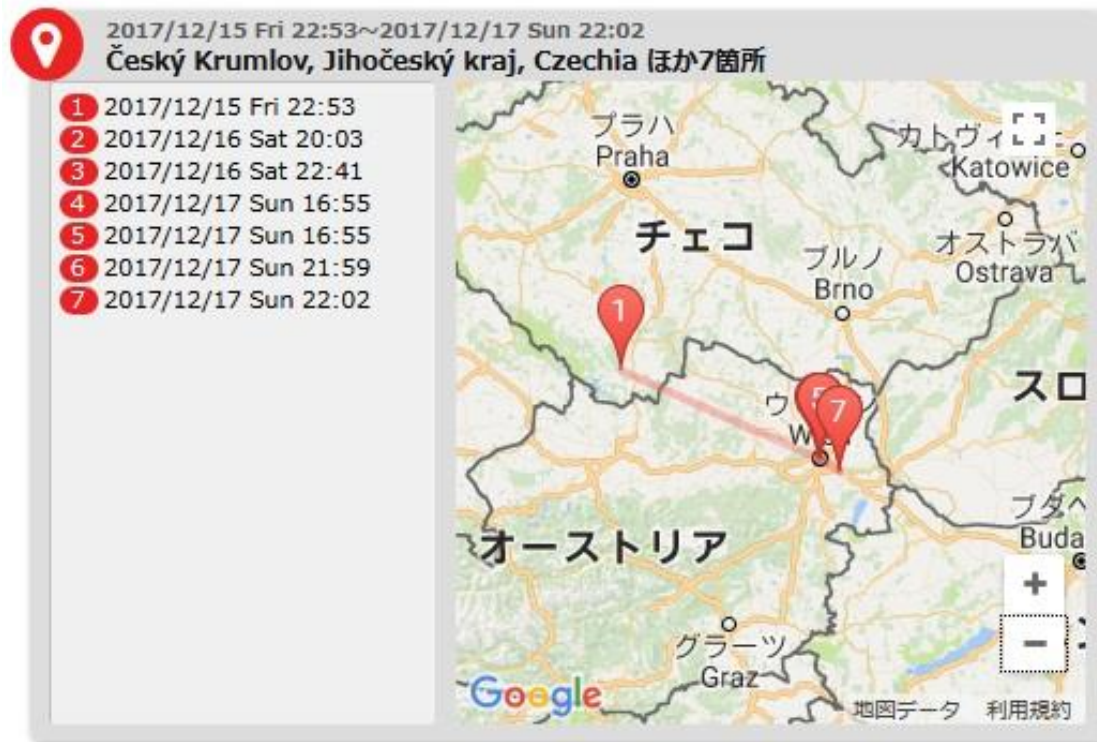 2017/12/15 Fri 22:53～2017/12/17 Sun 22:02
Český Krumlov, Jihočeský kraj, Czechia ほか7箇所
1 2017/12/15 Fri 22:53
2 2017/12/16 Sat 20:03
3 2017/12/16 Sat 22:41
4 2017/12/17 Sun 16:55
5 2017/12/17 Sun 16:55
6 2017/12/17 Sun 21:59
7 2017/12/17 Sun 22:02
プラハ
Praha
カトヴィ
Katowice
チェコ
オストラバ
Ostrava
ブルノ
Brno
1
スロ
5
7
ウ
W
ブダペ
Buda
オーストリア
+
−
グラーツ
Graz
Google
地図データ 利用規約